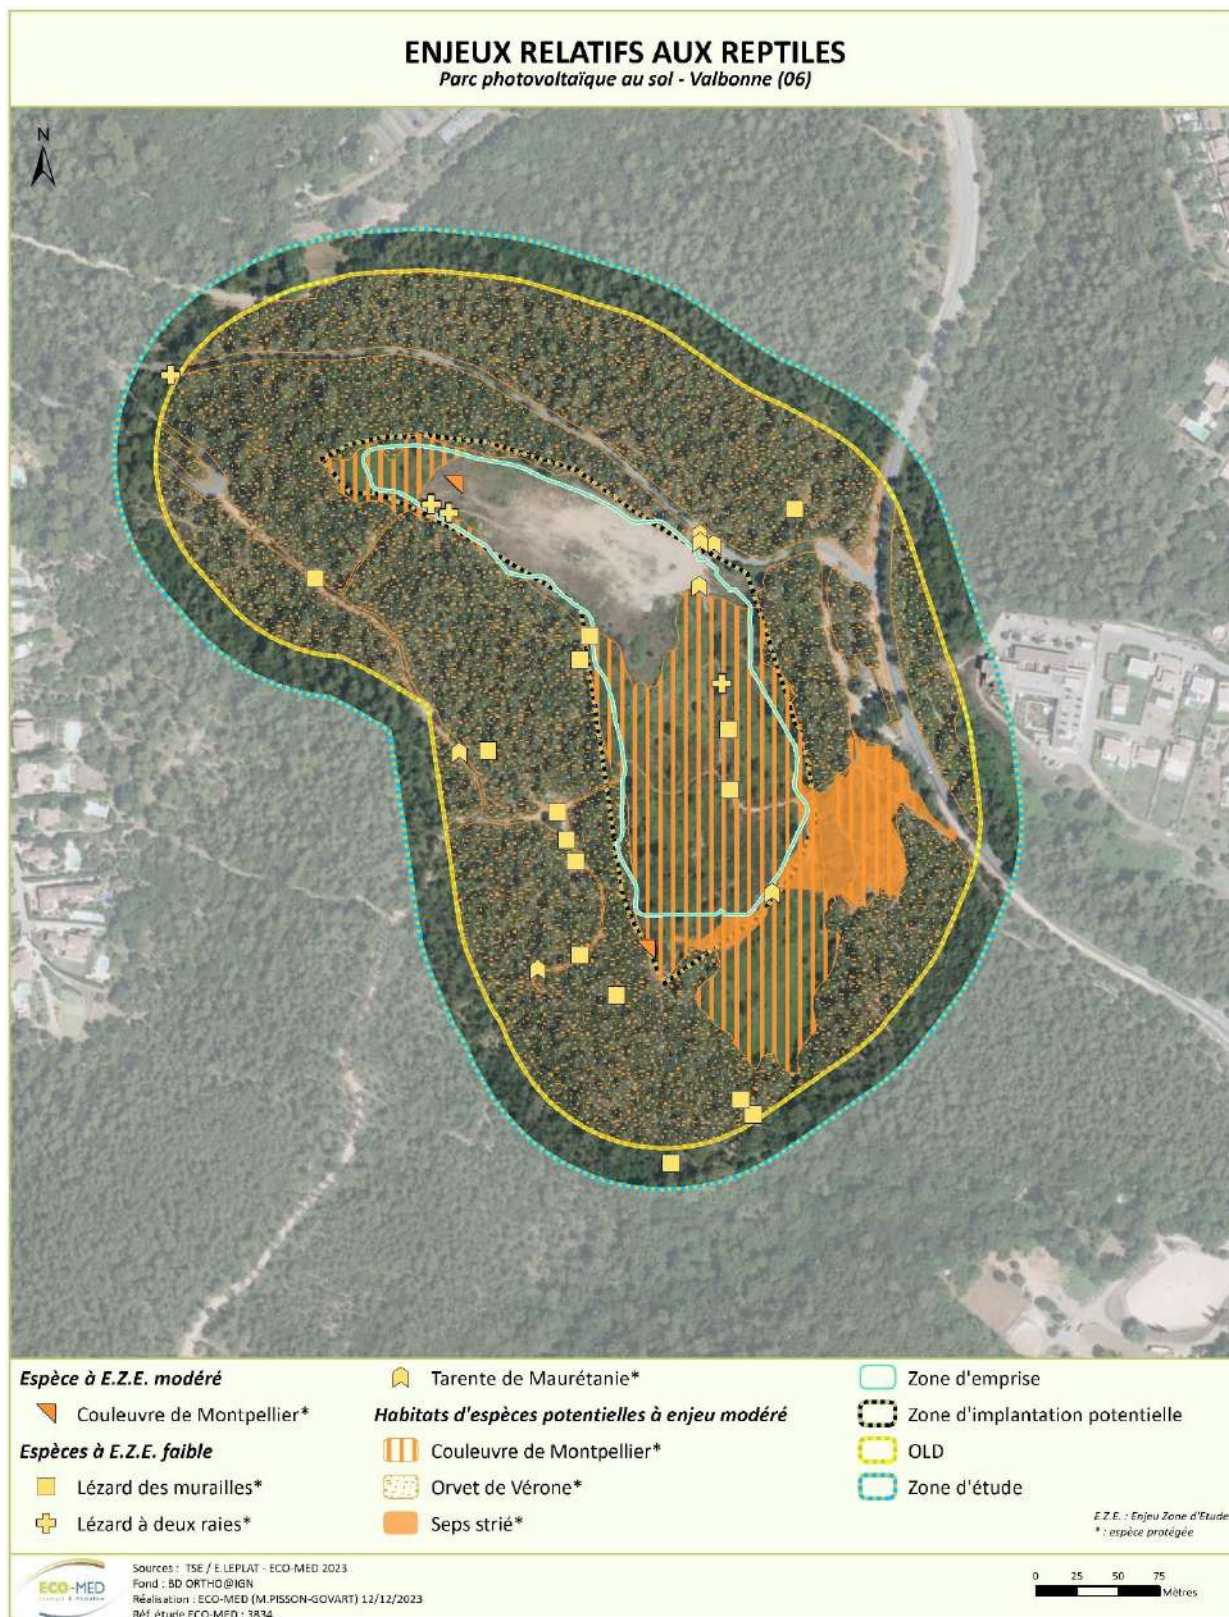 ENJEUX RELATIFS AUX REPTILES
Parc photovoltaïque au sol - Valbonne (06)
N
Espèce à E.Z.E. modéré
Couleuvre de Montpellier*
Espèces à E.Z.E. faible
Lézard des murailles*
Lézard à deux raies*
Tarente de Maurétanie*
Habitats d'espèces potentielles à enjeu modéré
Couleuvre de Montpellier*
Orvet de Vérone*
Seps strié*
Zone d'emprise
Zone d'implantation potentielle
OLD
Zone d'étude
E.Z.E. : Enjeu Zone d'Etude
* : espèce protégée
ECO-MED
Sources : TSE / E.LEPLAT - ECO-MED 2023
Fond : BD ORTHO@IGN
Réalisation : ECO-MED (M.PISSON-GOVART) 12/12/2023
Réf. étude ECO-MED : 3834
0 25 50 75
Mètres